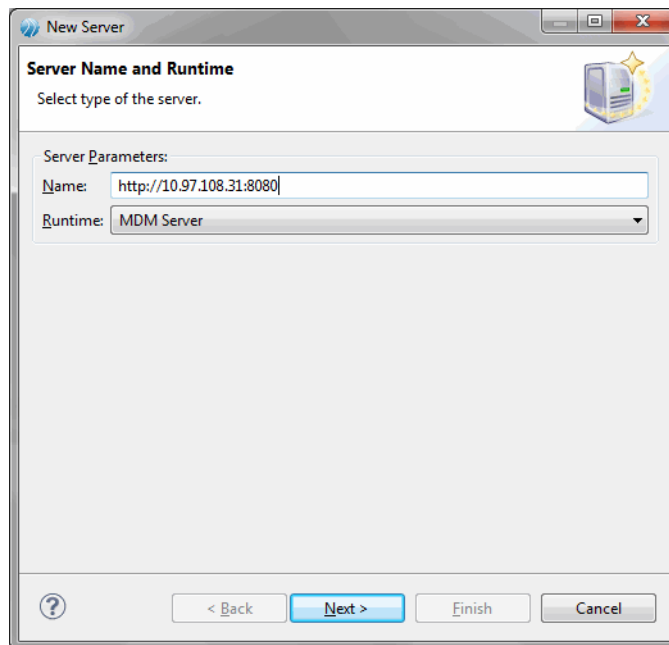 New Server
Server Name and Runtime
Select type of the server.
Server Parameters:
Name: http://10.97.108.31:8080
Runtime: MDM Server
? < Back Next > Finish Cancel